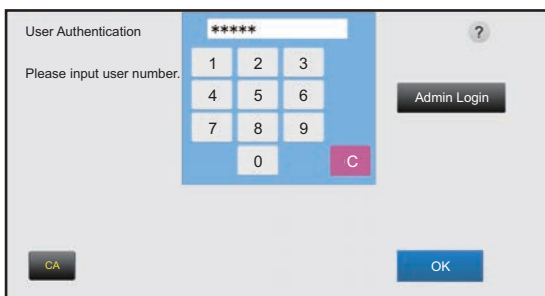 User Authentication
*****
?
Please input user number.
1 2 3
4 5 6
Admin Login
7 8 9
0 C
CA
OK